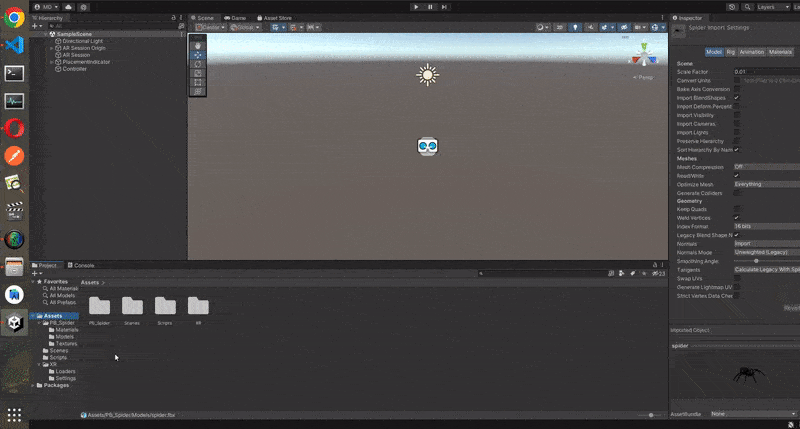 MD
Layers
Hierarchy
All
SampleScene
Directional Light
AR Session Origin
AR Session
PlacementIndicator
Controller
Scene
Game
Asset Store
Center
Global
2D
Persp
Inspector
Spider Import Settings
Model
Rig
Animation
Materials
Scene
Scale Factor
0.01
Convert Units
Bake Axis Conversion
Import BlendShapes
Import Deform Percent
Import Visibility
Import Cameras
Import Lights
Preserve Hierarchy
Sort Hierarchy By Nam
Meshes
Mesh Compression
Off
Read/Write
Optimize Mesh
Everything
Generate Colliders
Geometry
Keep Quads
Weld Vertices
Index Format
16 bits
Legacy Blend Shape N
Normals
Import
Normals Mode
Unweighted (Legacy)
Smoothing Angle
Tangents
Calculate Legacy With Spl
Swap UVs
Generate Lightmap UV
Strict Vertex Data Chec
Revert
Imported Object
spider
AssetBundle
None
Project
Console
Favorites
All Materials
All Models
All Prefabs
Assets
PB_Spider
Materials
Models
Textures
Scenes
Scripts
XR
Loaders
Settings
Packages
Assets
PB_Spider
Scenes
Scripts
XR
Assets/PB_Spider/Models/spider.fbx